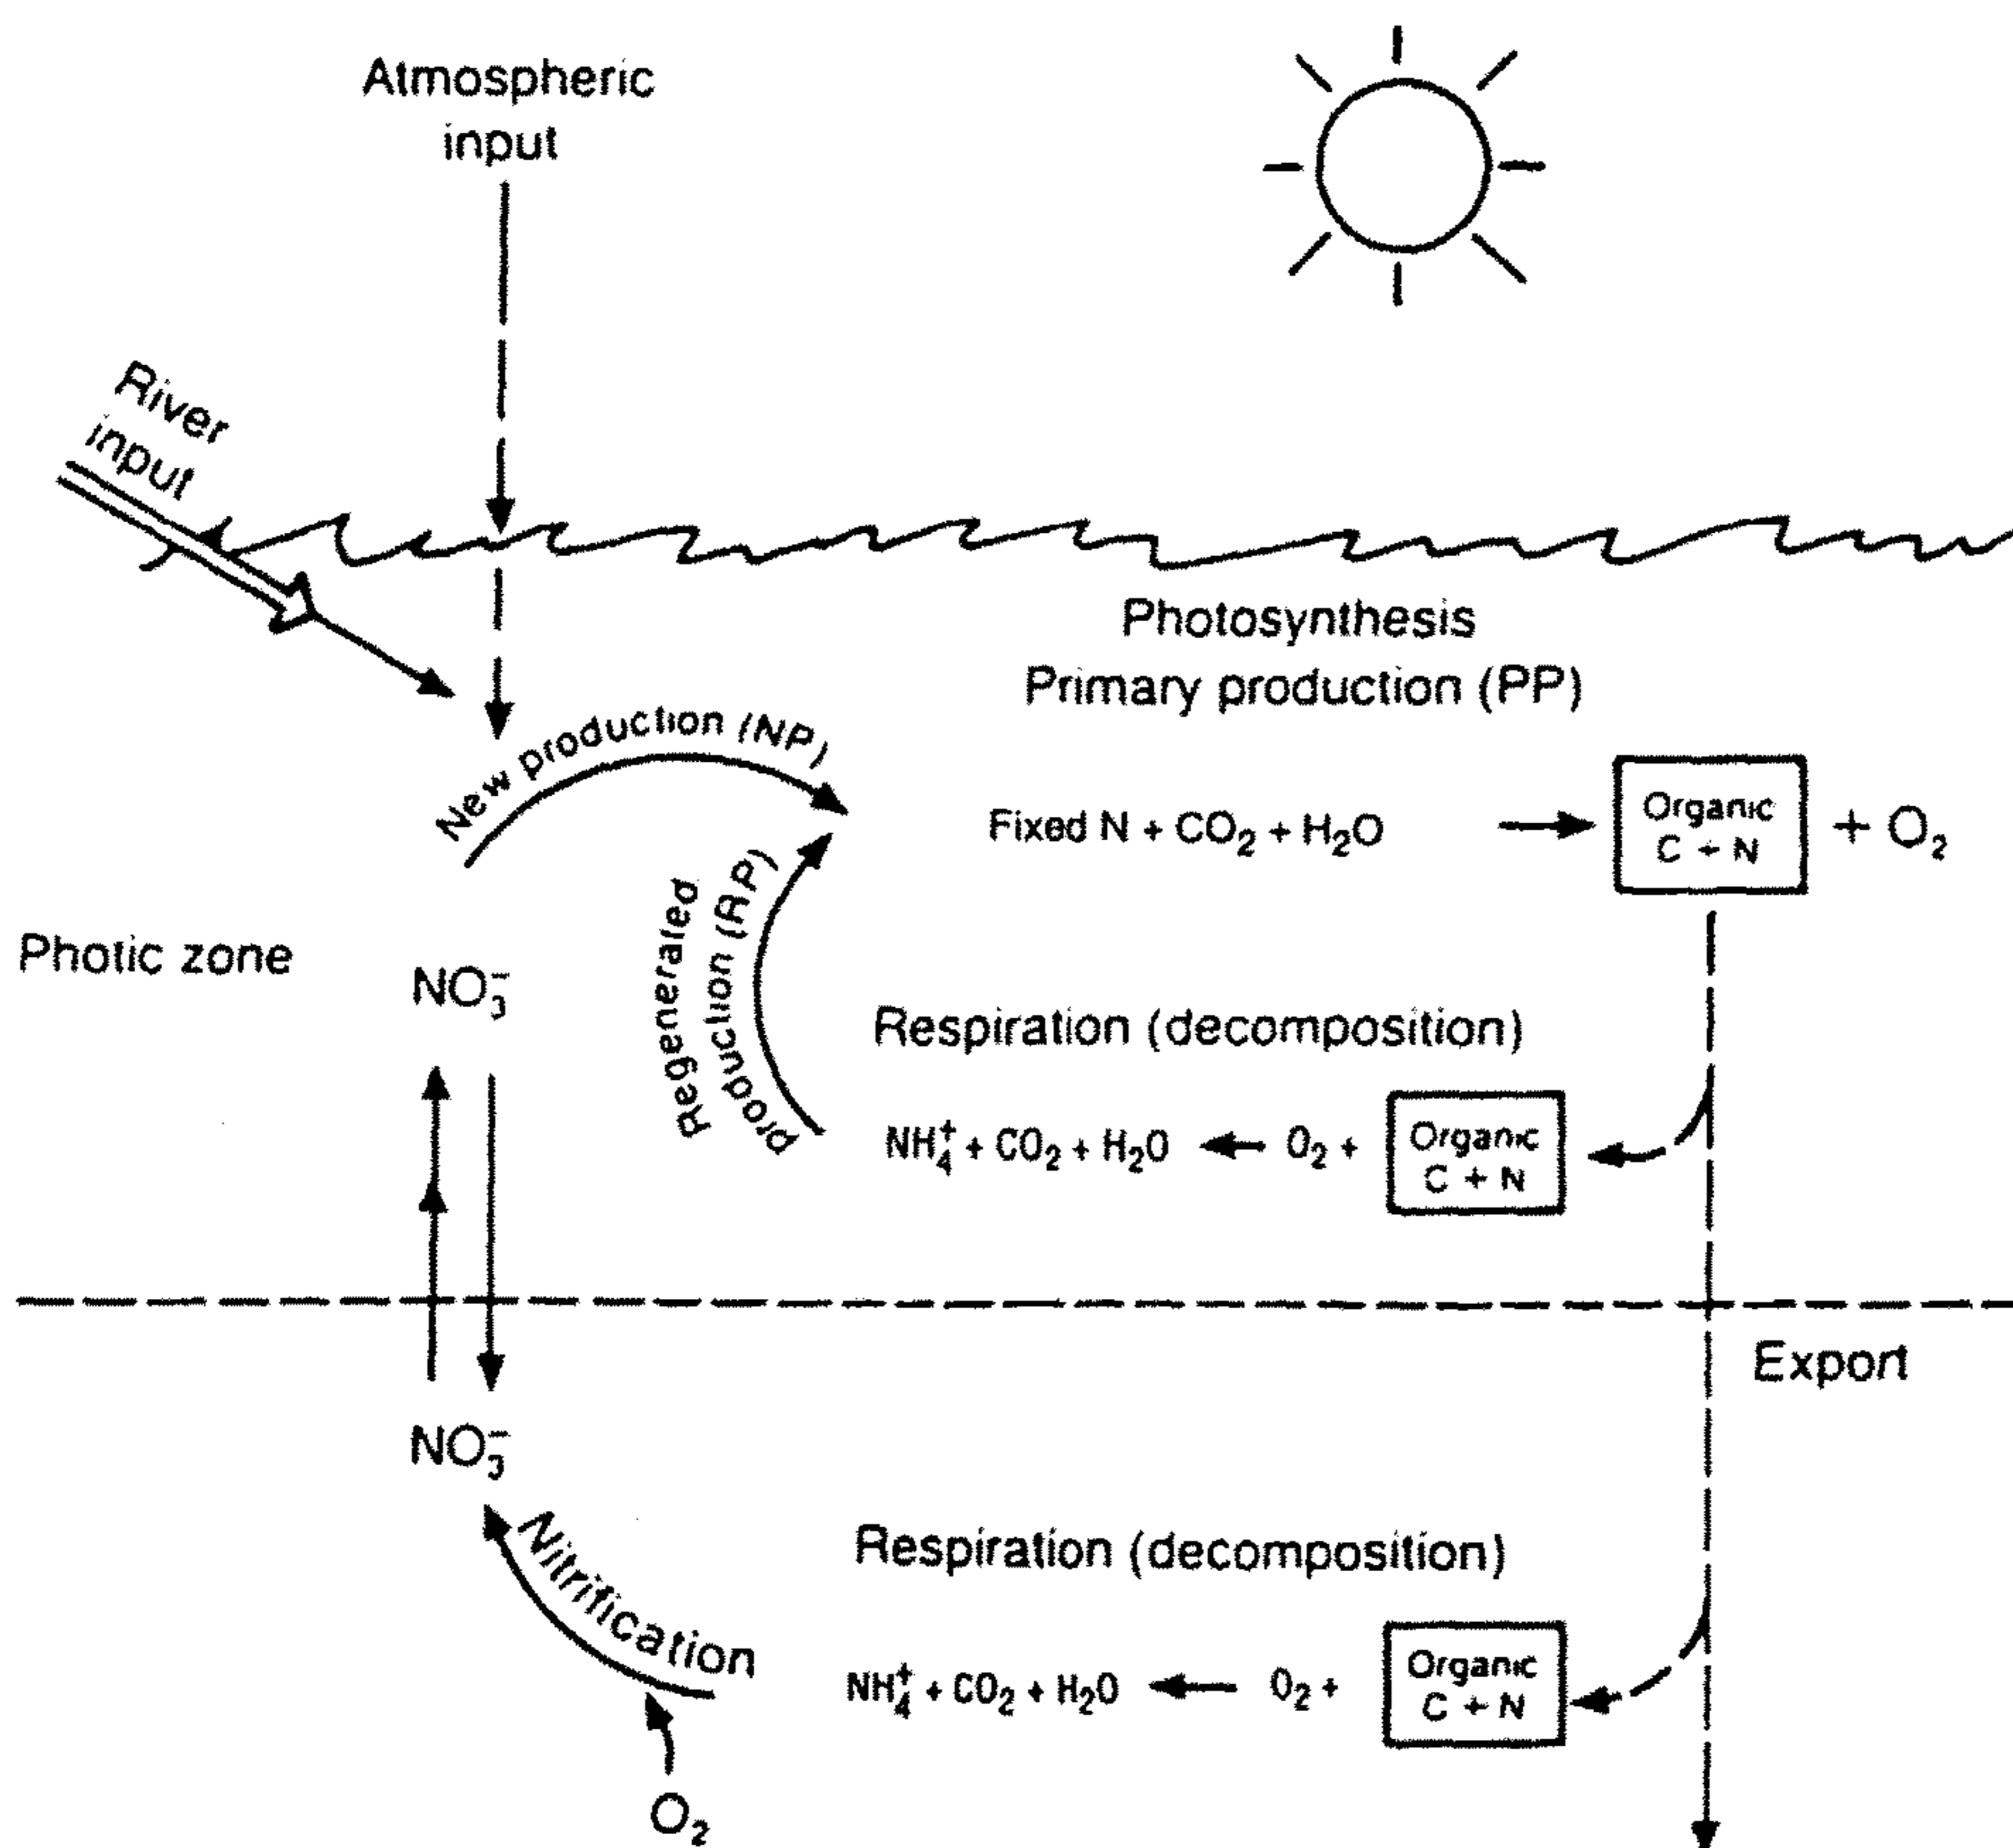 Atmospheric
input
River
input
Photosynthesis
Primary production (PP)
New production (NP)
Fixed N + CO₂ + H₂O
Organic
C + N
+ O₂
Regenerated
production (RP)
Photic zone
NO₃⁻
Respiration (decomposition)
NH₄⁺ + CO₂ + H₂O
O₂ +
Organic
C + N
Export
NO₃⁻
Nitrification
Respiration (decomposition)
NH₄⁺ + CO₂ + H₂O
O₂ +
Organic
C + N
O₂